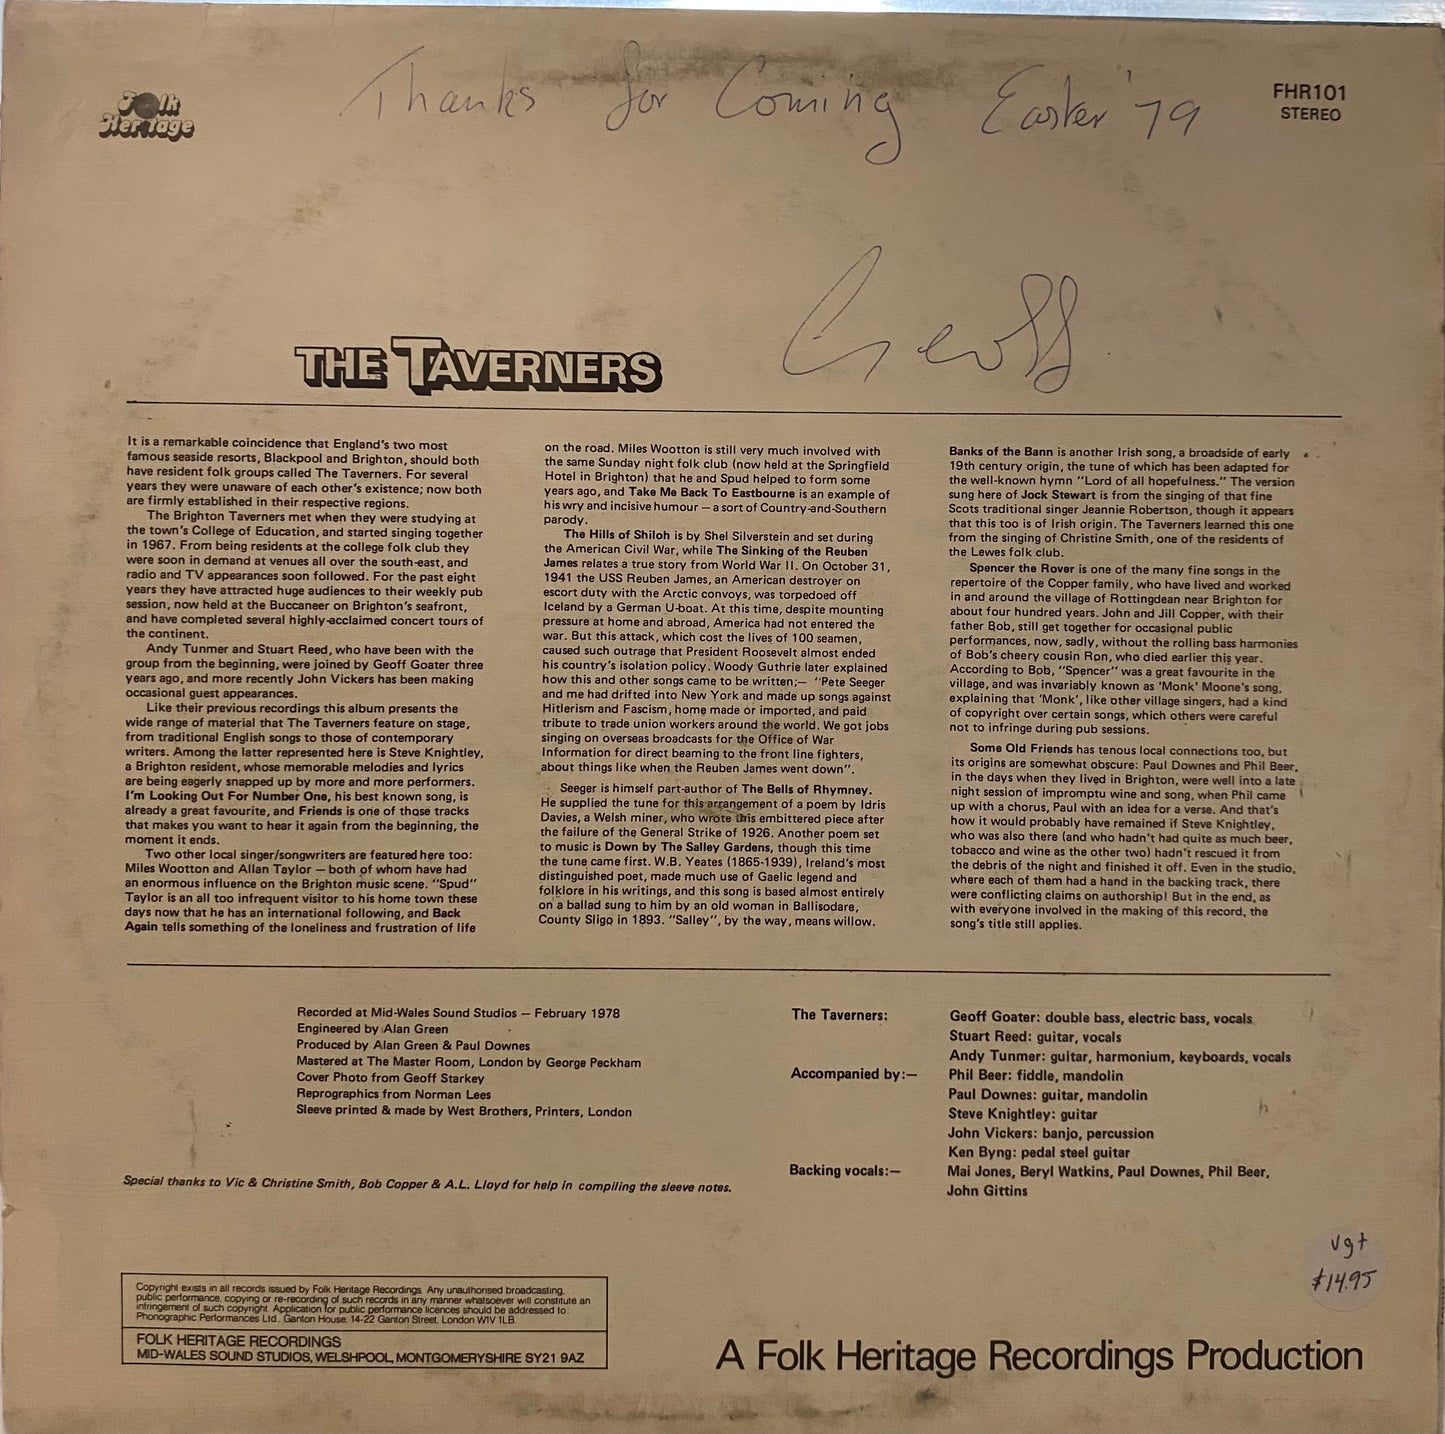 Thanks for Coming Easter '79
Folk
Heritage
FHR101
STEREO
Geoff
THE TAVERNERS
It is a remarkable coincidence that England's two most
famous seaside resorts, Blackpool and Brighton, should both
have resident folk groups called The Taverners. For several
years they were unaware of each other's existence; now both
are firmly established in their respective regions.
The Brighton Taverners met when they were studying at
the town's College of Education, and started singing together
in 1967. From being residents at the college folk club they
were soon in demand at venues all over the south-east, and
radio and TV appearances soon followed. For the past eight
years they have attracted huge audiences to their weekly pub
session, now held at the Buccaneer on Brighton's seafront,
and have completed several highly-acclaimed concert tours of
the continent.
Andy Tunmer and Stuart Reed, who have been with the
group from the beginning, were joined by Geoff Goater three
years ago, and more recently John Vickers has been making
occasional guest appearances.
Like their previous recordings this album presents the
wide range of material that The Taverners feature on stage,
from traditional English songs to those of contemporary
writers. Among the latter represented here is Steve Knightley,
a Brighton resident, whose memorable melodies and lyrics
are being eagerly snapped up by more and more performers.
I'm Looking Out For Number One, his best known song, is
already a great favourite, and Friends is one of those tracks
that makes you want to hear it again from the beginning, the
moment it ends.
Two other local singer/songwriters are featured here too:
Miles Wootton and Allan Taylor — both of whom have had
an enormous influence on the Brighton music scene. "Spud"
Taylor is an all too infrequent visitor to his home town these
days now that he has an international following, and Back
Again tells something of the loneliness and frustration of life
on the road. Miles Wootton is still very much involved with
the same Sunday night folk club (now held at the Springfield
Hotel in Brighton) that he and Spud helped to form some
years ago, and Take Me Back To Eastbourne is an example of
his wry and incisive humour — a sort of Country-and-Southern
parody.
The Hills of Shiloh is by Shel Silverstein and set during
the American Civil War, while The Sinking of the Reuben
James relates a true story from World War II. On October 31,
1941 the USS Reuben James, an American destroyer on
escort duty with the Arctic convoys, was torpedoed off
Iceland by a German U-boat. At this time, despite mounting
pressure at home and abroad, America had not entered the
war. But this attack, which cost the lives of 100 seamen,
caused such outrage that President Roosevelt almost ended
his country's isolation policy. Woody Guthrie later explained
how this and other songs came to be written;— "Pete Seeger
and me had drifted into New York and made up songs against
Hitlerism and Fascism, home made or imported, and paid
tribute to trade union workers around the world. We got jobs
singing on overseas broadcasts for the Office of War
Information for direct beaming to the front line fighters,
about things like when the Reuben James went down".
Seeger is himself part-author of The Bells of Rhymney.
He supplied the tune for this arrangement of a poem by Idris
Davies, a Welsh miner, who wrote this embittered piece after
the failure of the General Strike of 1926. Another poem set
to music is Down by The Salley Gardens, though this time
the tune came first. W.B. Yeates (1865-1939), Ireland's most
distinguished poet, made much use of Gaelic legend and
folklore in his writings, and this song is based almost entirely
on a ballad sung to him by an old woman in Ballisodare,
County Sligo in 1893. "Salley", by the way, means willow.
Banks of the Bann is another Irish song, a broadside of early
19th century origin, the tune of which has been adapted for
the well-known hymn "Lord of all hopefulness." The version
sung here of Jock Stewart is from the singing of that fine
Scots traditional singer Jeannie Robertson, though it appears
that this too is of Irish origin. The Taverners learned this one
from the singing of Christine Smith, one of the residents of
the Lewes folk club.
Spencer the Rover is one of the many fine songs in the
repertoire of the Copper family, who have lived and worked
in and around the village of Rottingdean near Brighton for
about four hundred years. John and Jill Copper, with their
father Bob, still get together for occasional public
performances, now, sadly, without the rolling bass harmonies
of Bob's cheery cousin Ron, who died earlier this year.
According to Bob, "Spencer" was a great favourite in the
village, and was invariably known as 'Monk' Moone's song,
explaining that 'Monk', like other village singers, had a kind
of copyright over certain songs, which others were careful
not to infringe during pub sessions.
Some Old Friends has tenous local connections too, but
its origins are somewhat obscure: Paul Downes and Phil Beer,
in the days when they lived in Brighton, were well into a late
night session of impromptu wine and song, when Phil came
up with a chorus, Paul with an idea for a verse. And that's
how it would probably have remained if Steve Knightley,
who was also there (and who hadn't had quite as much beer,
tobacco and wine as the other two) hadn't rescued it from
the debris of the night and finished it off. Even in the studio,
where each of them had a hand in the backing track, there
were conflicting claims on authorship! But in the end, as
with everyone involved in the making of this record, the
song's title still applies.
Recorded at Mid-Wales Sound Studios — February 1978
Engineered by Alan Green
Produced by Alan Green & Paul Downes
Mastered at The Master Room, London by George Peckham
Cover Photo from Geoff Starkey
Reprographics from Norman Lees
Sleeve printed & made by West Brothers, Printers, London
The Taverners: Geoff Goater: double bass, electric bass, vocals
Stuart Reed: guitar, vocals
Andy Tunmer: guitar, harmonium, keyboards, vocals
Accompanied by:— Phil Beer: fiddle, mandolin
Paul Downes: guitar, mandolin
Steve Knightley: guitar
John Vickers: banjo, percussion
Ken Byng: pedal steel guitar
Backing vocals:— Mai Jones, Beryl Watkins, Paul Downes, Phil Beer,
John Gittins
Special thanks to Vic & Christine Smith, Bob Copper & A.L. Lloyd for help in compiling the sleeve notes.
vg+
$14.95
Copyright exists in all records issued by Folk Heritage Recordings. Any unauthorised broadcasting,
public performance, copying or re-recording of such records in any manner whatsoever will constitute an
infringement of such copyright. Application for public performance licences should be addressed to
Phonographic Performances Ltd., Ganton House, 14-22 Ganton Street, London W1V 1LB.
FOLK HERITAGE RECORDINGS
MID-WALES SOUND STUDIOS, WELSHPOOL, MONTGOMERYSHIRE SY21 9AZ
A Folk Heritage Recordings Production